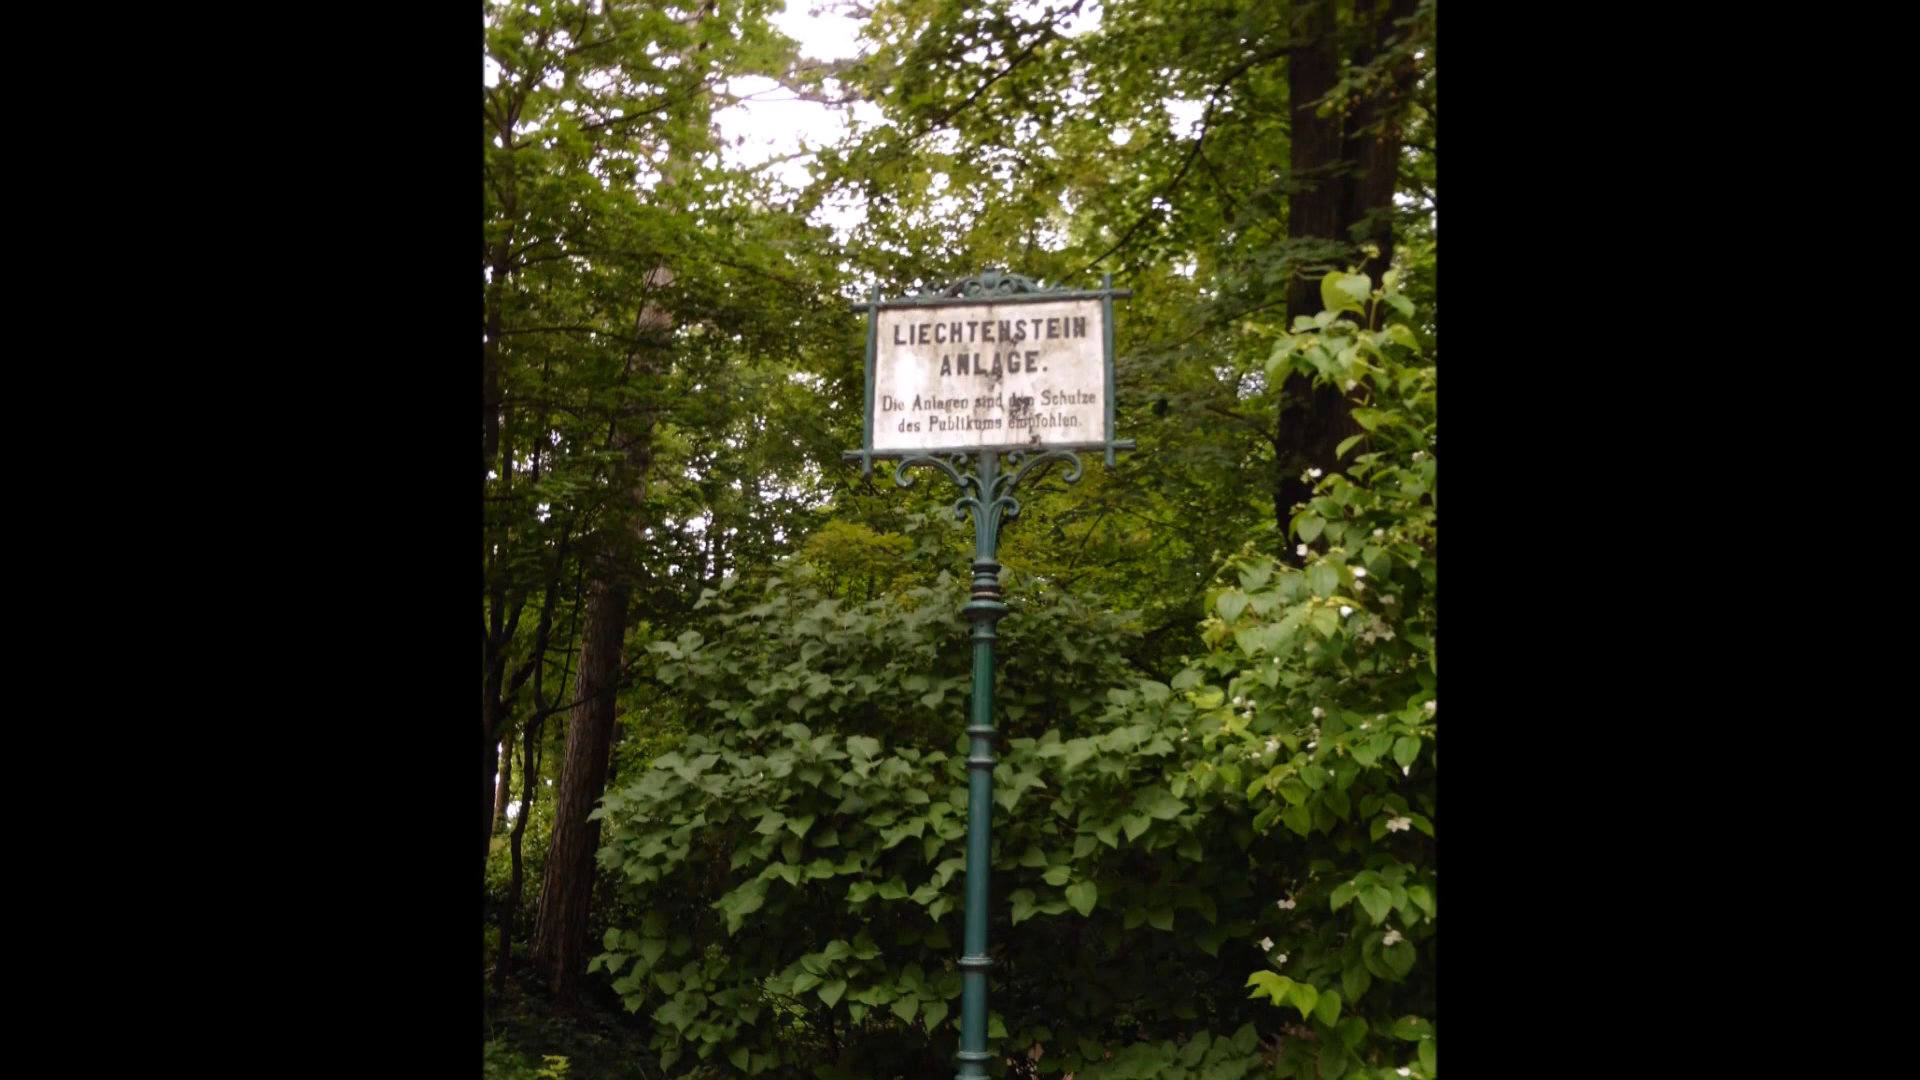 LIECHTENSTEIN
ANLAGE.
Die Anlagen sind dem Schutze
des Publikums empfohlen.